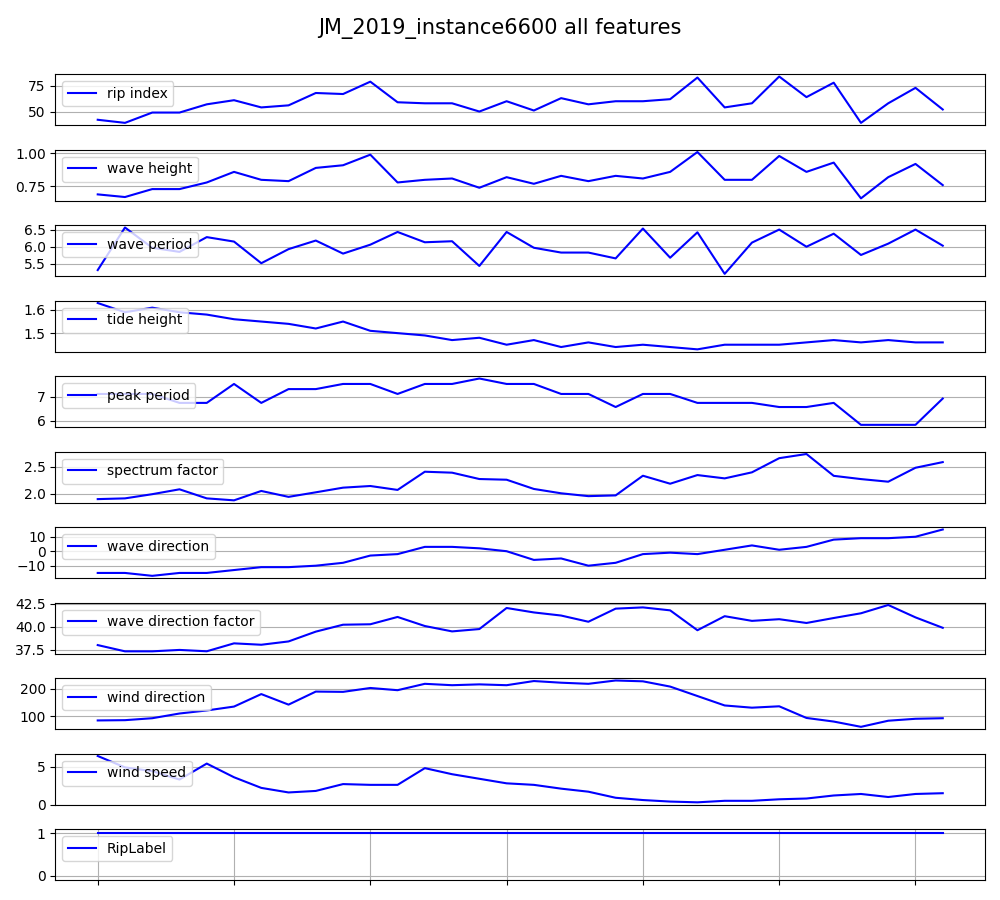 JM_2019_instance6600 all features
75
50
rip index
1.00
0.75
wave height
6.5
6.0
5.5
wave period
1.6
1.5
tide height
7
6
peak period
2.5
2.0
spectrum factor
10
0
−10
wave direction
42.5
40.0
37.5
wave direction factor
200
100
wind direction
5
0
wind speed
1
0
RipLabel